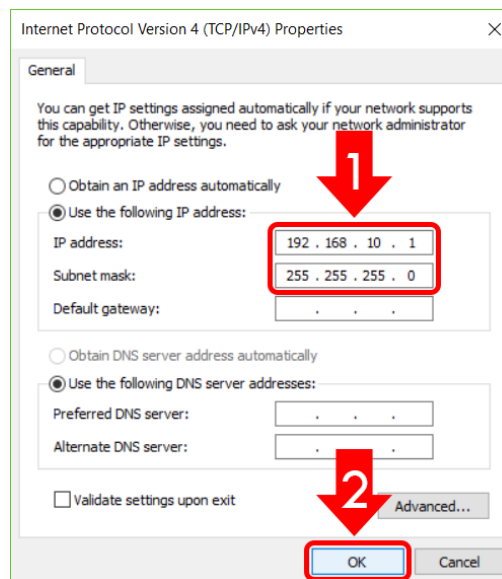 Internet Protocol Version 4 (TCP/IPv4) Properties
General
You can get IP settings assigned automatically if your network supports
this capability. Otherwise, you need to ask your network administrator
for the appropriate IP settings.
1
Obtain an IP address automatically
Use the following IP address:
IP address: 192 . 168 . 10 . 1
Subnet mask: 255 . 255 . 255 . 0
Default gateway: . . .
Obtain DNS server address automatically
Use the following DNS server addresses:
Preferred DNS server: . . .
Alternate DNS server: . . .
2
Validate settings upon exit
Advanced...
OK Cancel